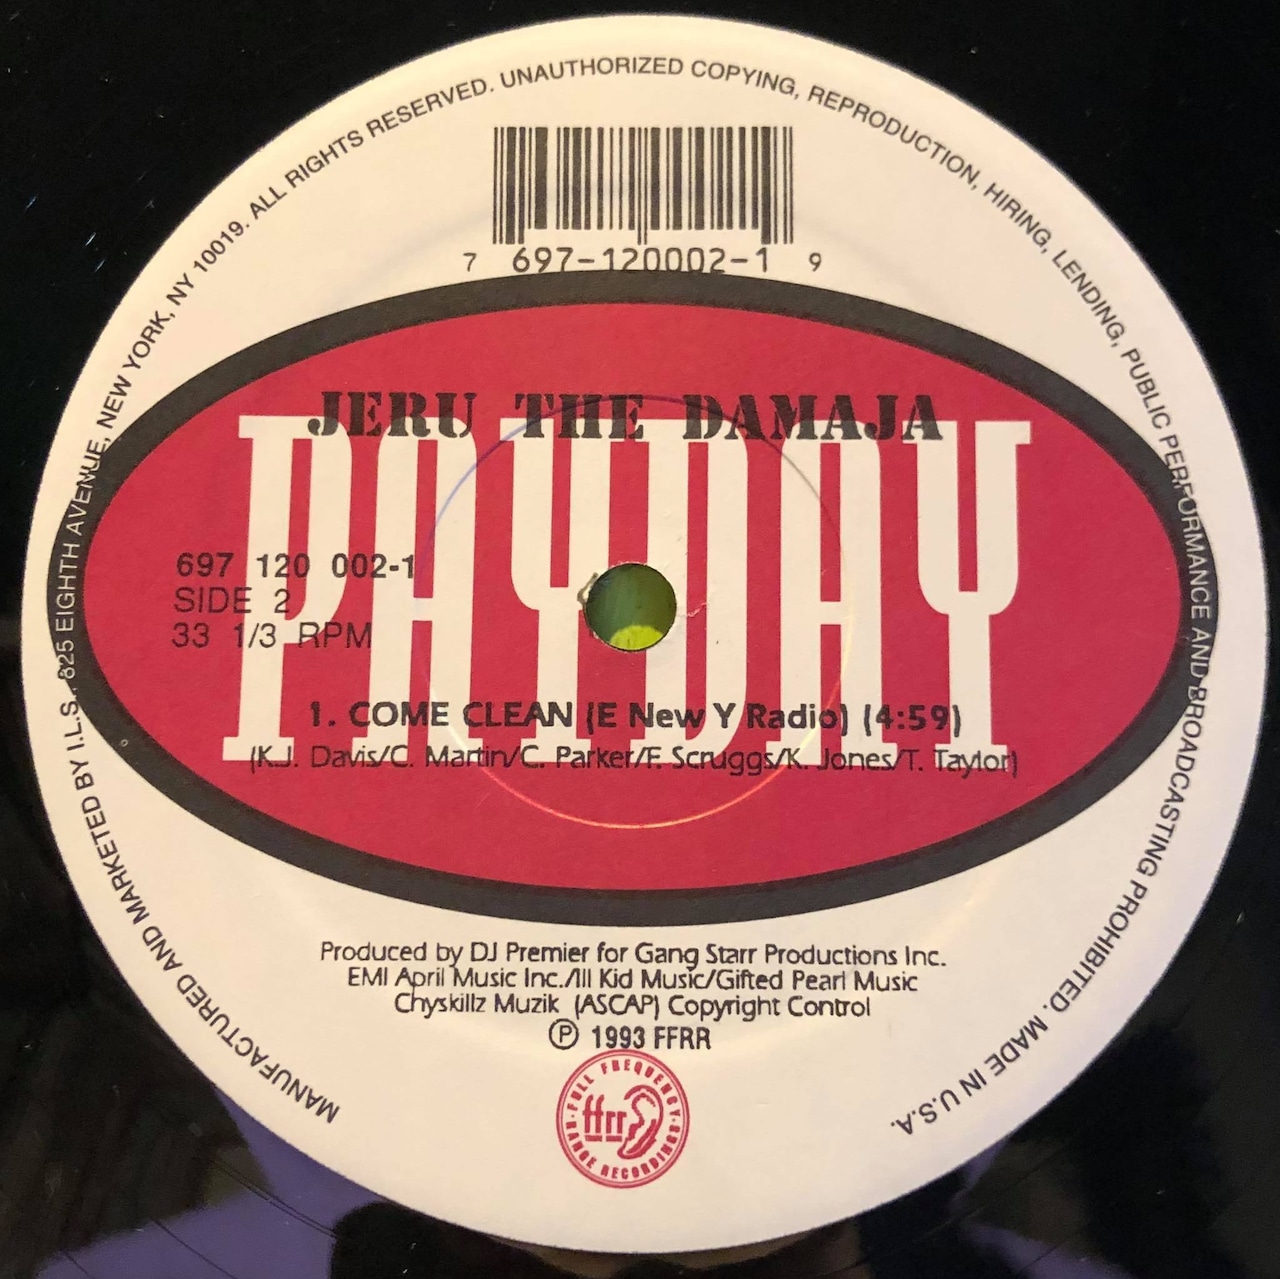 MANUFACTURED AND MARKETED BY I.L.S., 825 EIGHTH AVENUE, NEW YORK, NY 10019. ALL RIGHTS RESERVED. UNAUTHORIZED COPYING, REPRODUCTION, HIRING, LENDING, PUBLIC PERFORMANCE AND BROADCASTING PROHIBITED. MADE IN U.S.A.
7 697-120002-1 9
JERU THE DAMAJA
PAYDAY
697 120 002-1
SIDE 2
33 1/3 RPM
1. COME CLEAN (E New Y Radio) (4:59)
(K.J. Davis/C. Martin/C. Parker/F. Scruggs/K. Jones/T. Taylor)
Produced by DJ Premier for Gang Starr Productions Inc.
EMI April Music Inc./Ill Kid Music/Gifted Pearl Music
Chyskillz Muzik (ASCAP) Copyright Control
Ⓟ 1993 FFRR
FULL FREQUENCY
ffrr
RANGE RECORDINGS